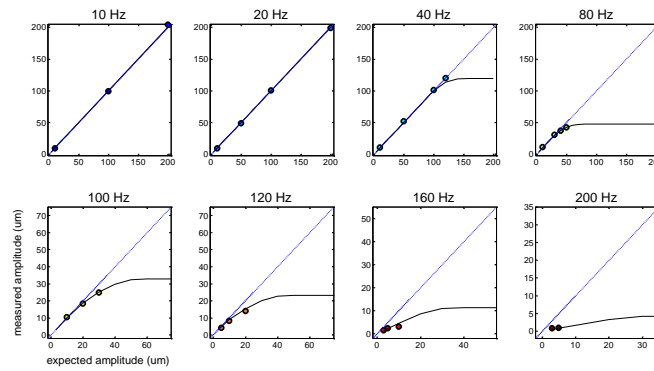 10 Hz 20 Hz 40 Hz 80 Hz
200 200 200 200
150 150 150 150
100 100 100 100
50 50 50 50
0 0 0 0
0 50 100 150 200 0 50 100 150 200 0 50 100 150 200 0 50 100 150
100 Hz 120 Hz 160 Hz 200 Hz
measured amplitude (um)
70 70 50 35
60 60 40 30
50 50 30 25
40 40 20 20
30 30 10 15
20 20 0 10
10 10 5
0 0 0
0 20 40 60 0 20 40 60 0 20 40 0 10 20 30
expected amplitude (um)